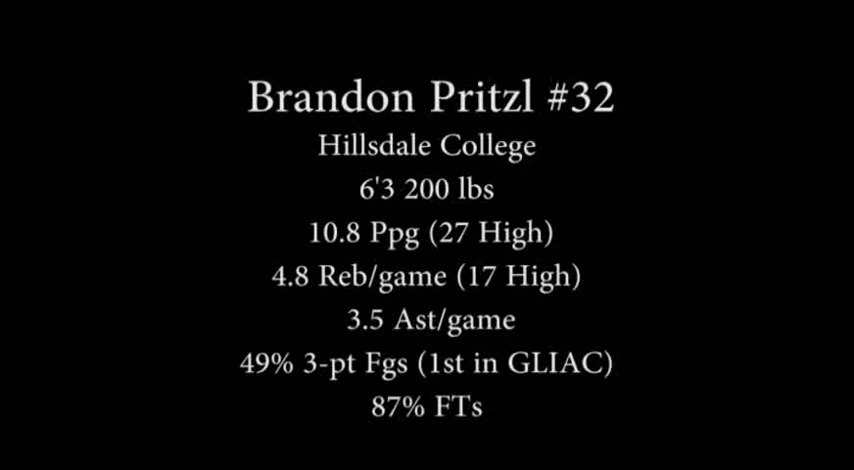 Brandon Pritzl #32
Hillsdale College
6'3 200 lbs
10.8 Ppg (27 High)
4.8 Reb/game (17 High)
3.5 Ast/game
49% 3-pt Fgs (1st in GLIAC)
87% FTs